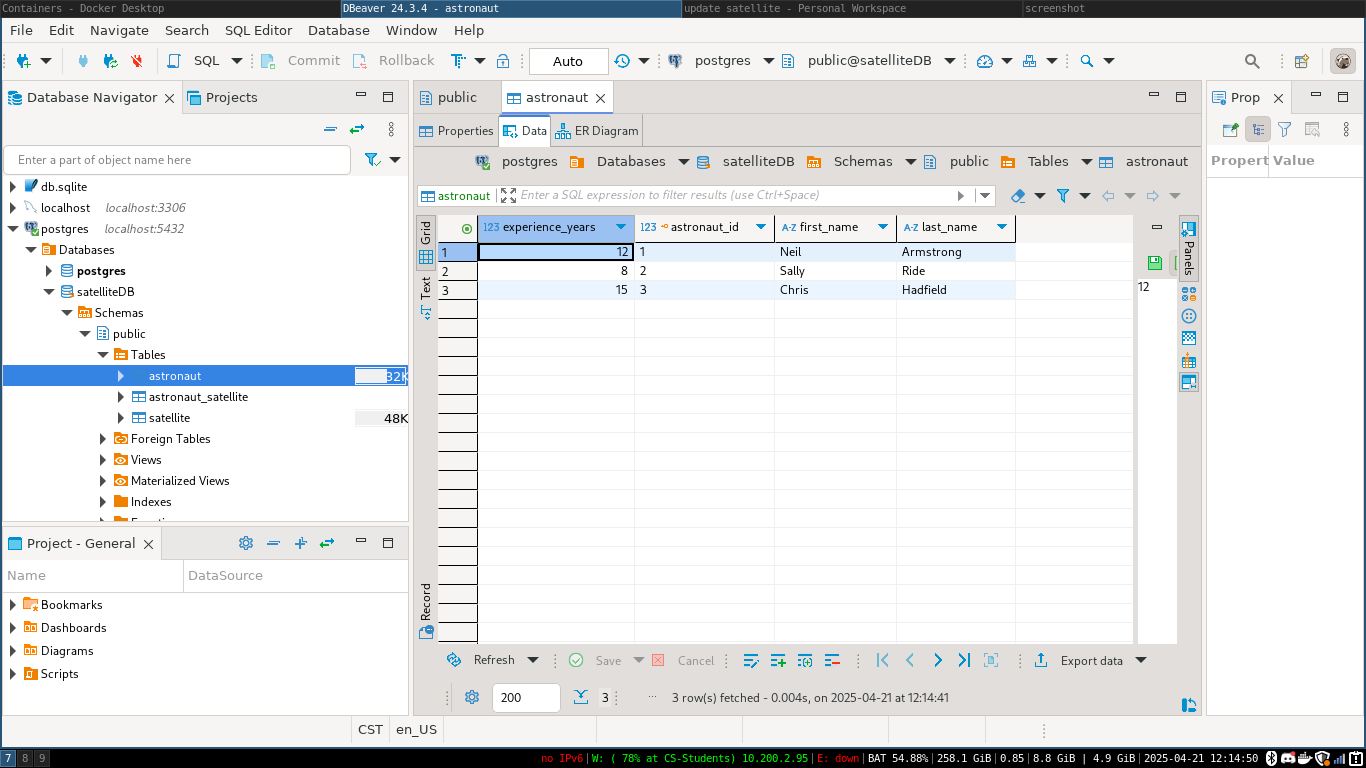 Containers - Docker Desktop
DBeaver 24.3.4 - astronaut
update satellite - Personal Workspace
screenshot
File Edit Navigate Search SQL Editor Database Window Help
SQL Commit Rollback T Auto postgres public@satelliteDB
Database Navigator Projects
public astronaut
Prop
Properties Data ER Diagram
Enter a part of object name here
postgres Databases satelliteDB Schemas public Tables astronaut
Propert Value
astronaut Enter a SQL expression to filter results (use Ctrl+Space)
db.sqlite
localhost localhost:3306
postgres localhost:5432
Databases
postgres
satelliteDB
Schemas
public
Tables
astronaut 32K
astronaut_satellite
satellite 48K
Foreign Tables
Views
Materialized Views
Indexes
Grid
Text
Record
123 experience_years 123 astronaut_id A-Z first_name A-Z last_name
1 12 1 Neil Armstrong
2 8 2 Sally Ride
3 15 3 Chris Hadfield
12
Panels
Project - General
Name DataSource
Bookmarks
Dashboards
Diagrams
Scripts
Refresh Save Cancel Export data
200 3 ... 3 row(s) fetched - 0.004s, on 2025-04-21 at 12:14:41
CST en_US
7 8 9
no IPv6|W: ( 78% at CS-Students) 10.200.2.95|E: down|BAT 54.88%|258.1 GiB|0.85|8.8 GiB | 4.9 GiB|2025-04-21 12:14:50